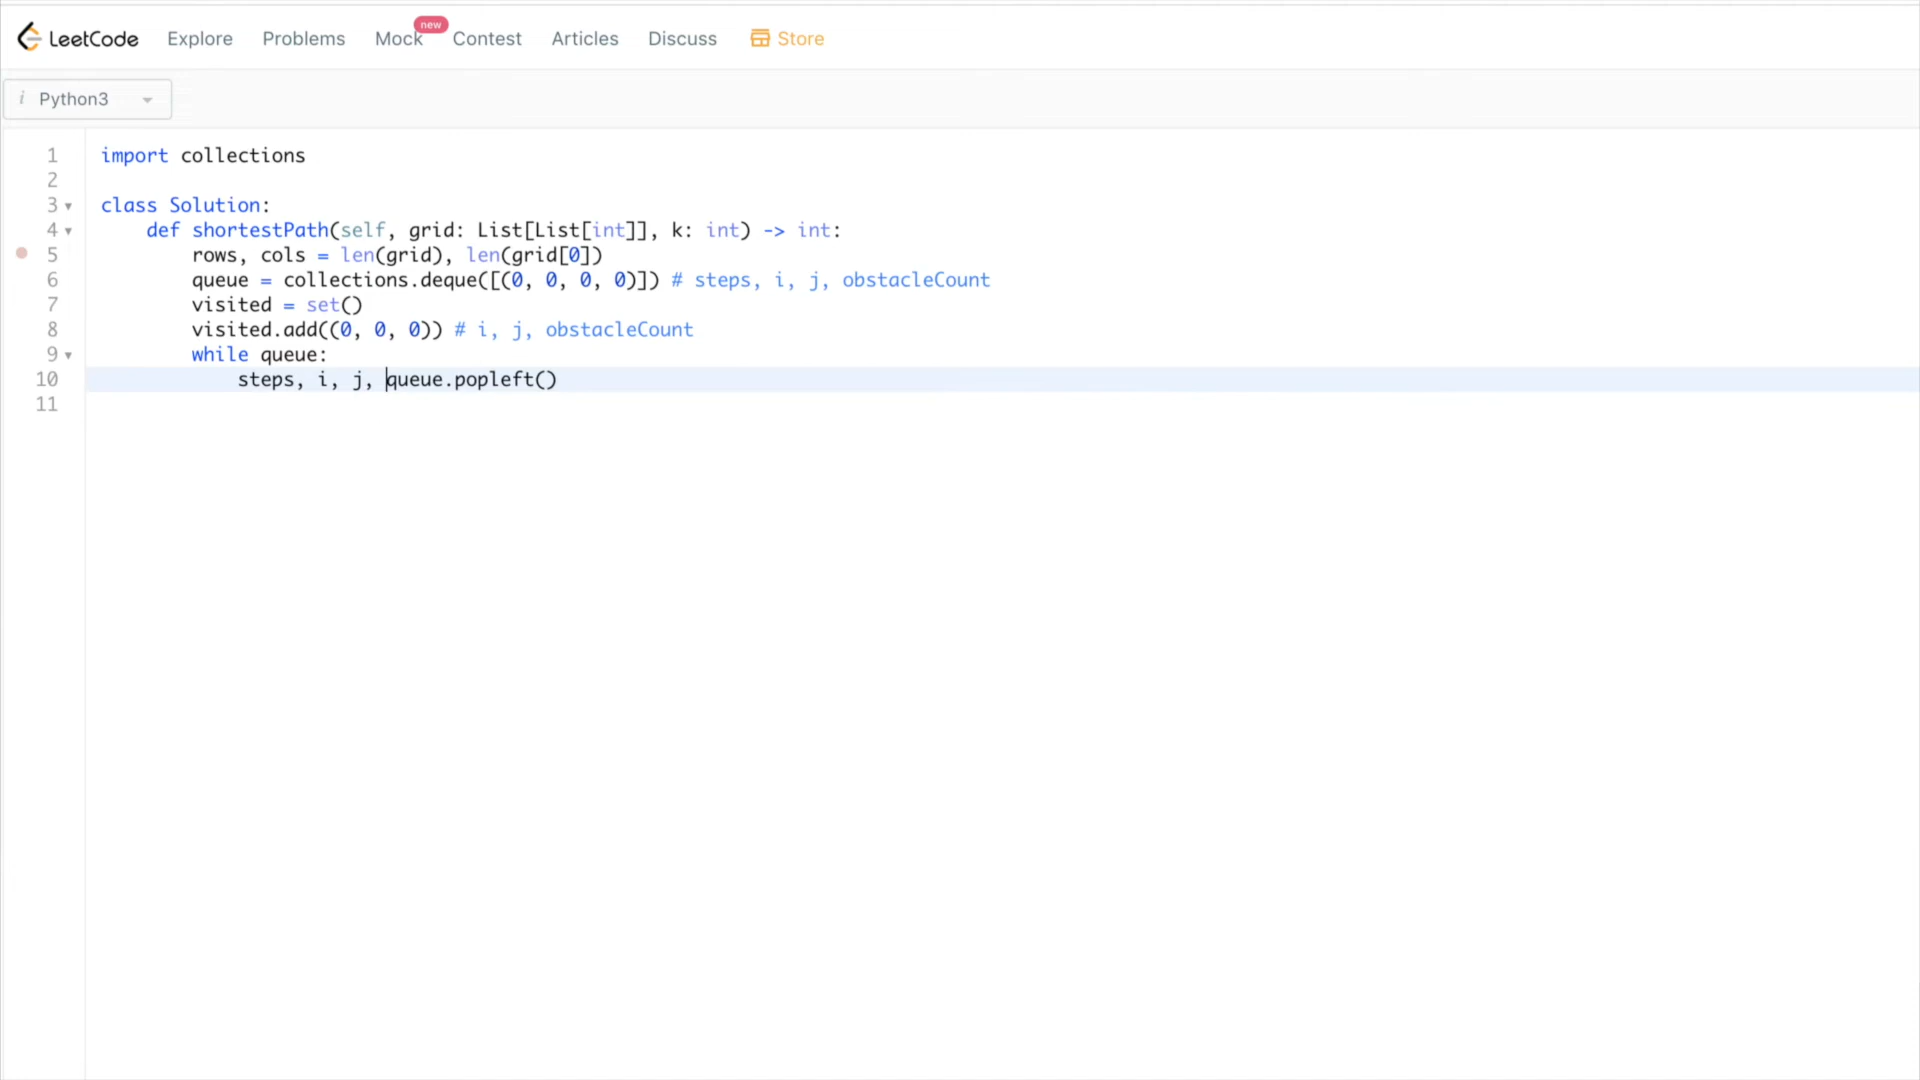 LeetCode Explore Problems Mock new Contest Articles Discuss Store
i Python3
1 import collections
2
3 class Solution:
4 def shortestPath(self, grid: List[List[int]], k: int) -> int:
5 rows, cols = len(grid), len(grid[0])
6 queue = collections.deque([(0, 0, 0, 0)]) # steps, i, j, obstacleCount
7 visited = set()
8 visited.add((0, 0, 0)) # i, j, obstacleCount
9 while queue:
10 steps, i, j, queue.popleft()
11